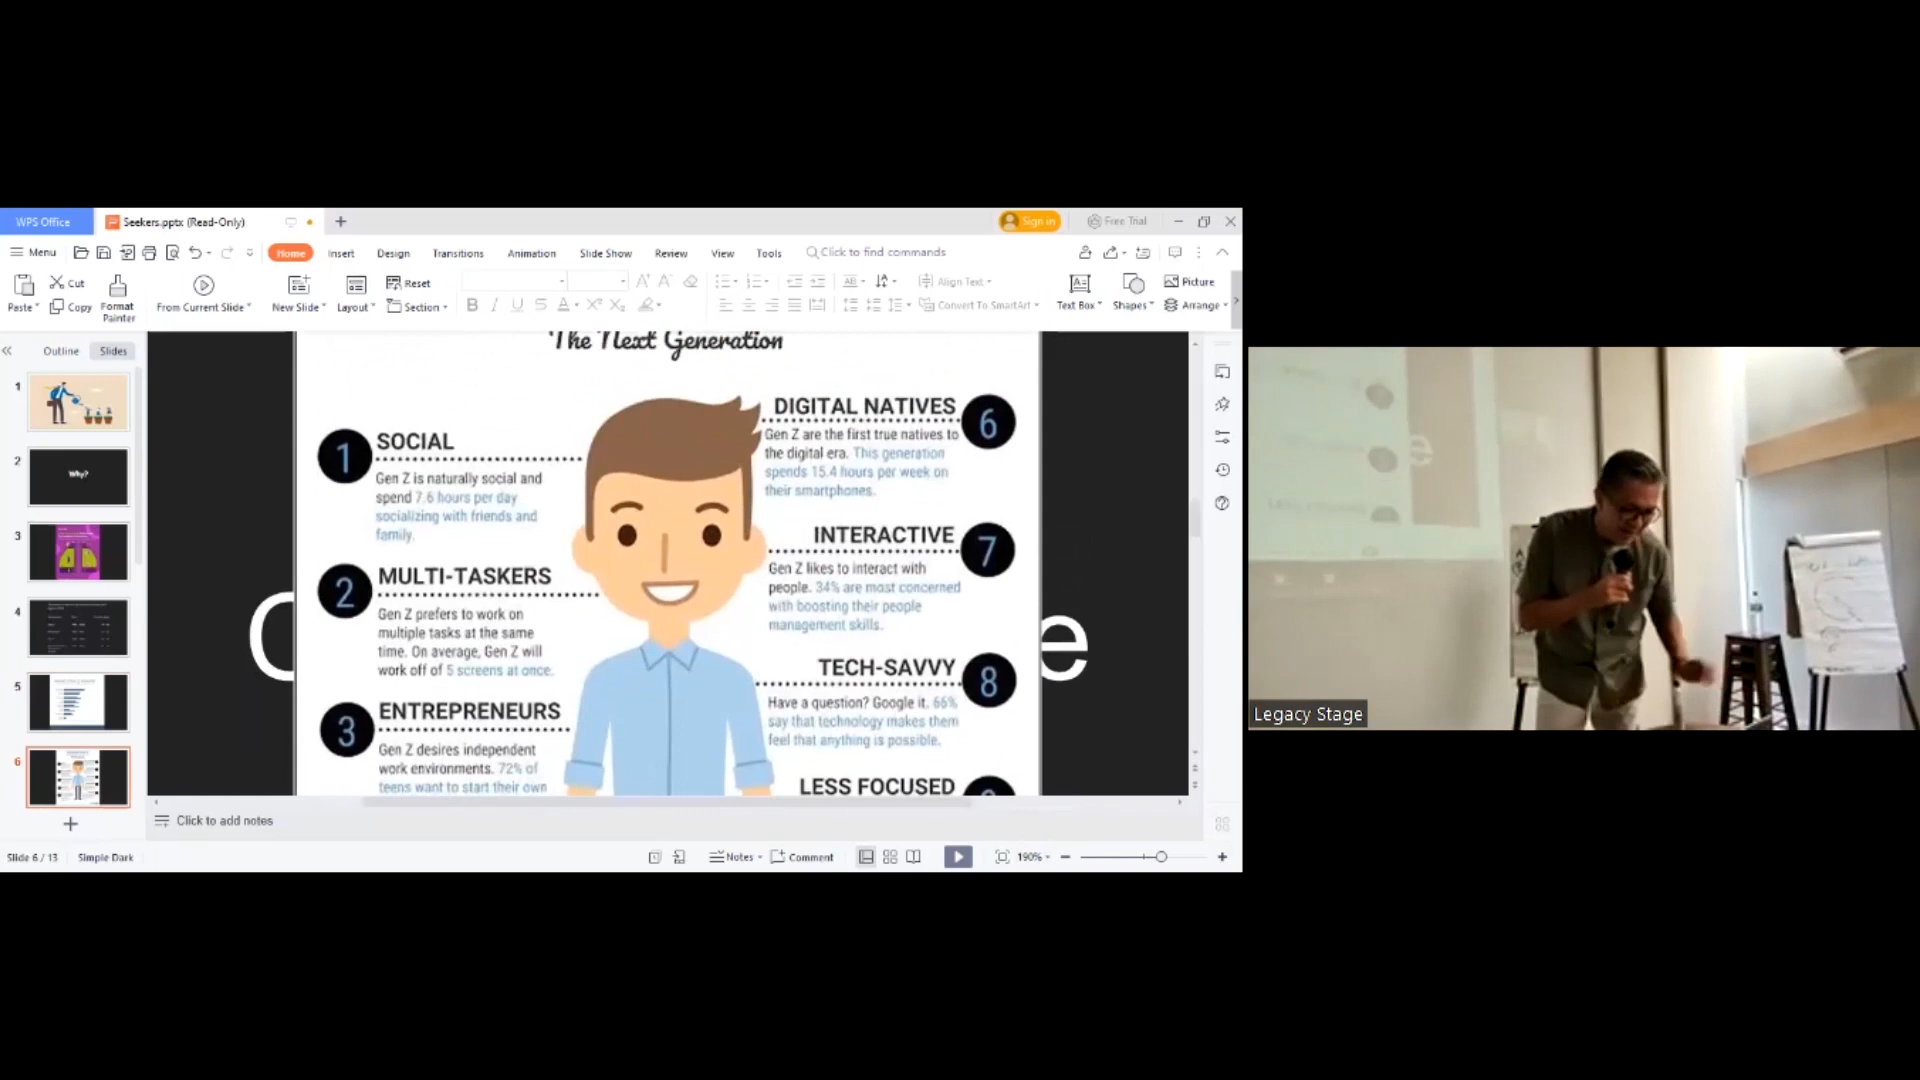 WPS Office
Seekers.pptx (Read-Only)
Sign in
Free Trial
Menu
Home
Insert
Design
Transitions
Animation
Slide Show
Review
View
Tools
Click to find commands
Paste
Cut
Copy
Format
Painter
From Current Slide
New Slide
Layout
Reset
Section
Align Text
Convert To SmartArt
Text Box
Shapes
Picture
Arrange
Outline
Slides
1
2
Why?
3
4
5
6
The Next Generation
1
SOCIAL
Gen Z is naturally social and
spend 7.6 hours per day
socializing with friends and
family.
2
MULTI-TASKERS
Gen Z prefers to work on
multiple tasks at the same
time. On average, Gen Z will
work off of 5 screens at once.
3
ENTREPRENEURS
Gen Z desires independent
work environments. 72% of
teens want to start their own
DIGITAL NATIVES
6
Gen Z are the first true natives to
the digital era. This generation
spends 15.4 hours per week on
their smartphones.
INTERACTIVE
7
Gen Z likes to interact with
people. 34% are most concerned
with boosting their people
management skills.
TECH-SAVVY
8
Have a question? Google it. 66%
say that technology makes them
feel that anything is possible.
LESS FOCUSED
e
Click to add notes
Slide 6 / 13
Simple Dark
Notes
Comment
190%
Legacy Stage